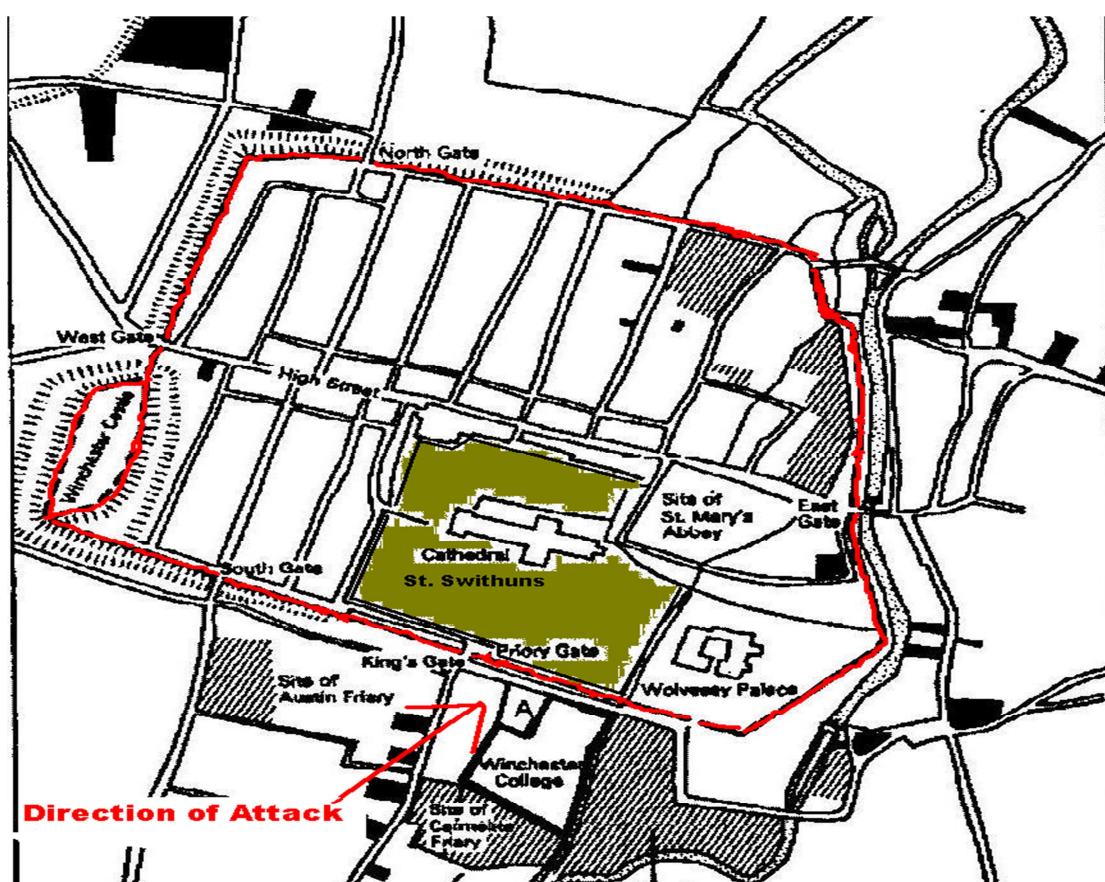 North Gate
West Gate
High Street
Winchester Castle
Site of
St. Mary's
Abbey
East
Gate
Cathedral
St. Swithuns
South Gate
Priory Gate
King's Gate
Site of
Austin Friary
Wolvesey Palace
A
Winchester
College
Direction of Attack
Site of
Carmelite
Friary